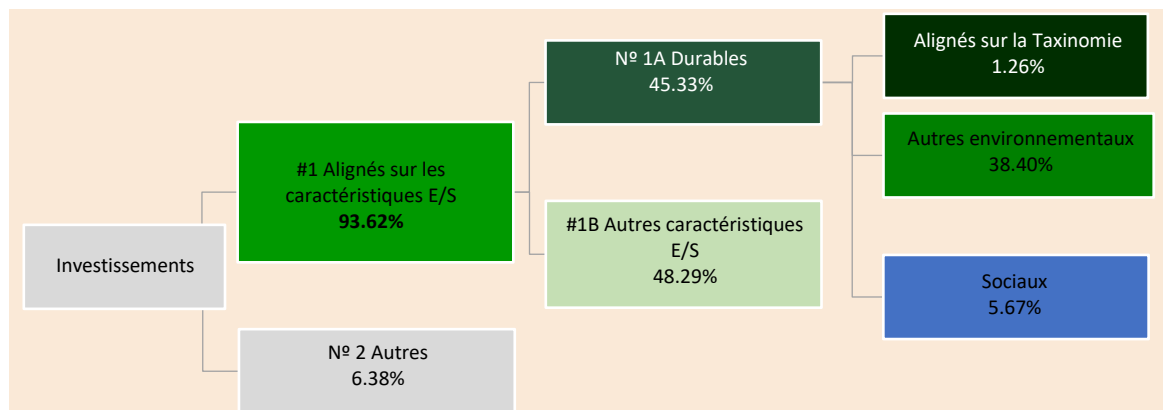 Investissements
#1 Alignés sur les
caractéristiques E/S
93.62%
Nº 2 Autres
6.38%
Nº 1A Durables
45.33%
#1B Autres caractéristiques
E/S
48.29%
Alignés sur la Taxinomie
1.26%
Autres environnementaux
38.40%
Sociaux
5.67%